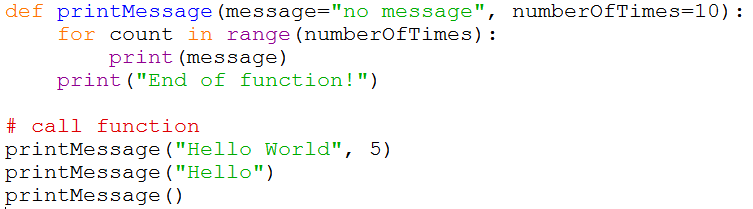 def printMessage(message="no message", numberOfTimes=10):
    for count in range(numberOfTimes):
        print(message)
    print("End of function!")

# call function
printMessage("Hello World", 5)
printMessage("Hello")
printMessage()